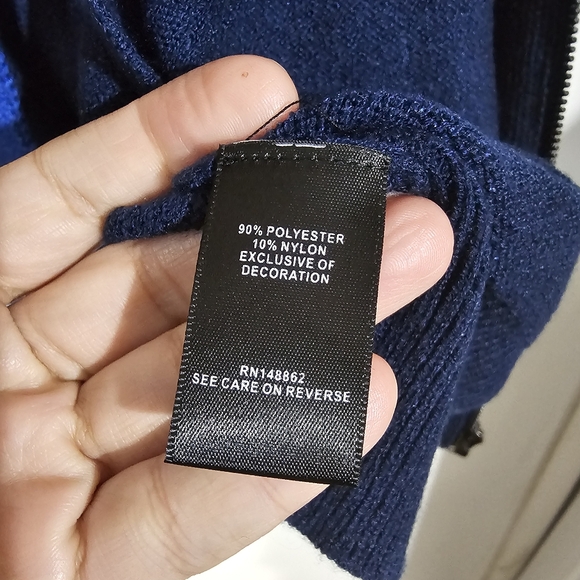 90% POLYESTER
10% NYLON
EXCLUSIVE OF
DECORATION
RN148862
SEE CARE ON REVERSE